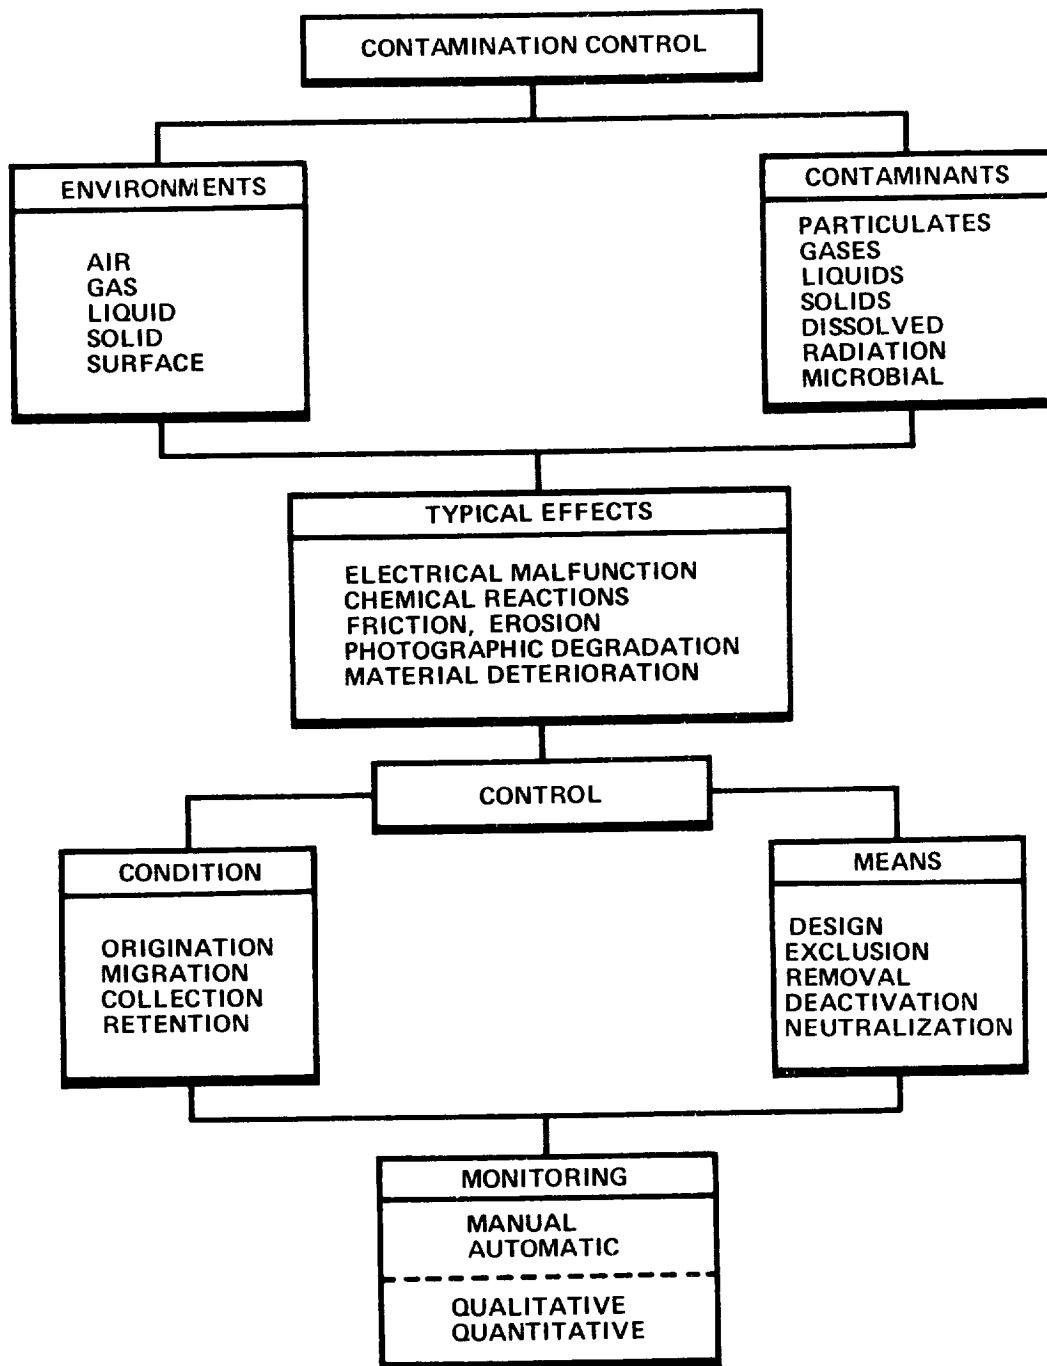 CONTAMINATION CONTROL
ENVIRONMENTS
AIR
GAS
LIQUID
SOLID
SURFACE
CONTAMINANTS
PARTICULATES
GASES
LIQUIDS
SOLIDS
DISSOLVED
RADIATION
MICROBIAL
TYPICAL EFFECTS
ELECTRICAL MALFUNCTION
CHEMICAL REACTIONS
FRICTION, EROSION
PHOTOGRAPHIC DEGRADATION
MATERIAL DETERIORATION
CONTROL
CONDITION
ORIGINATION
MIGRATION
COLLECTION
RETENTION
MEANS
DESIGN
EXCLUSION
REMOVAL
DEACTIVATION
NEUTRALIZATION
MONITORING
MANUAL
AUTOMATIC
QUALITATIVE
QUANTITATIVE